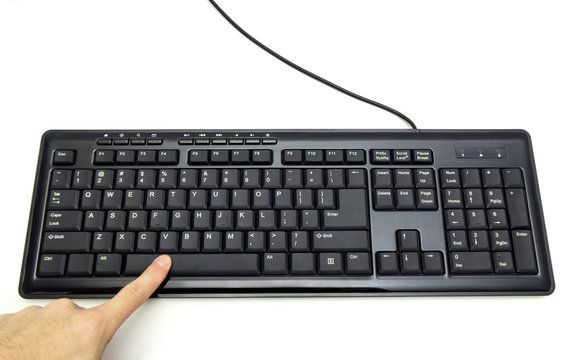 Esc F1 F2 F3 F4 F5 F6 F7 F8 F9 F10 F11 F12 PrtSc SysRq Scroll Lock Pause Break
! 1 @ 2 # 3 $ 4 % 5 ^ 6 & 7 * 8 ( 9 ) 0 Insert Home Page Up Num Lock
Tab Q W E R T Y U I O P Delete End Page Down 7 Home 8 9 PgUp
Caps Lock A S D F G H J K L Enter 4 5 6
Shift Z X C V B N M ? / Shift 1 End 2 3 PgDn Enter
Ctrl Alt Alt Ctrl 0 Ins Del